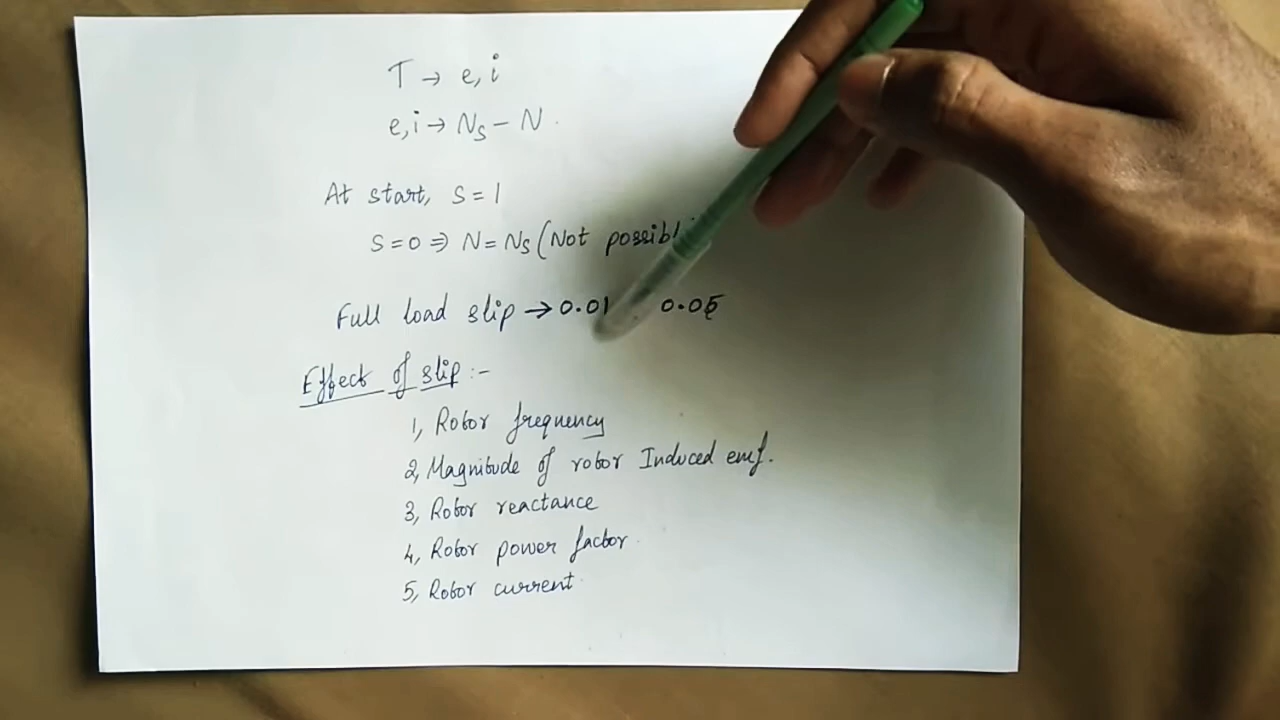 T → e, i
e, i → Ns - N.
At start, S = 1
S = 0 ⇒ N = Ns (Not possibl
Full load slip → 0.01 0.05
Effect of slip :-
1, Rotor frequency
2, Magnitude of rotor Induced emf.
3, Rotor reactance
4, Rotor power factor
5, Rotor current